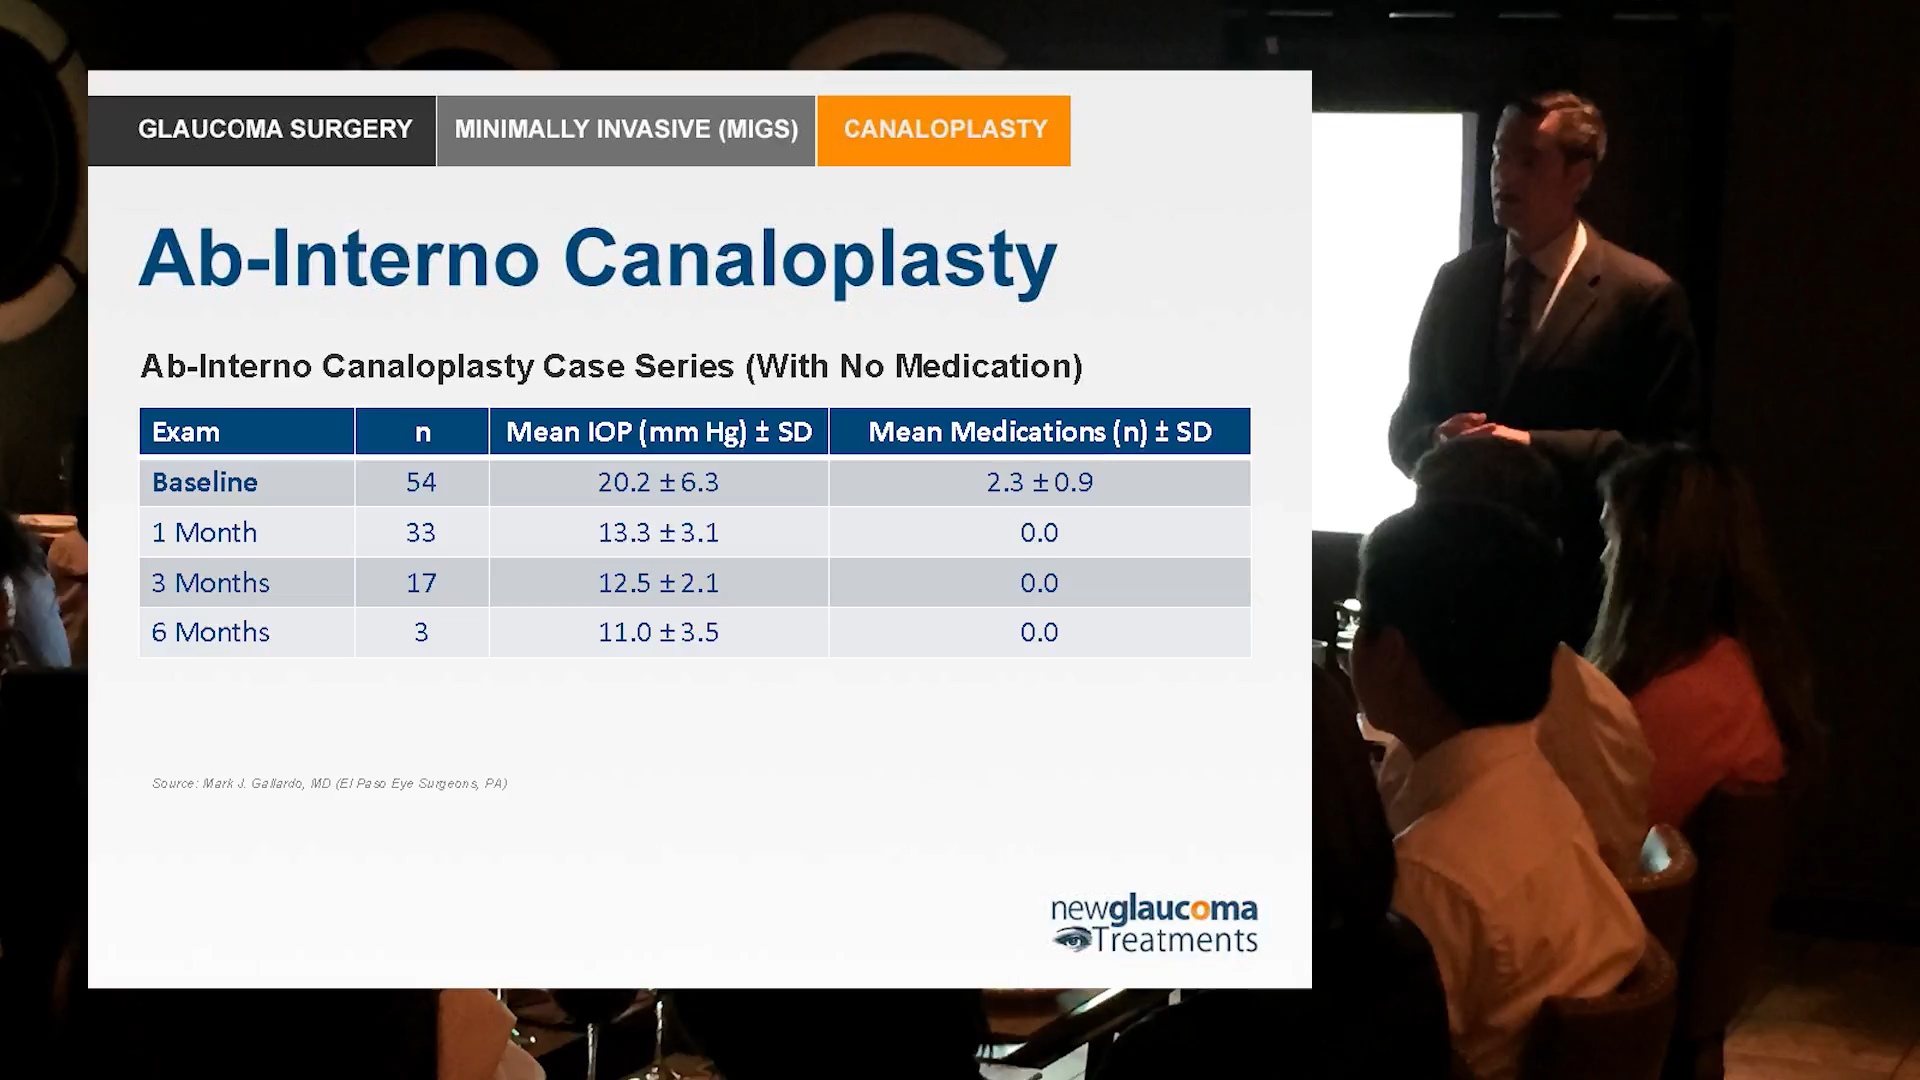 GLAUCOMA SURGERY MINIMALLY INVASIVE (MIGS) CANALOPLASTY
Ab-Interno Canaloplasty
Ab-Interno Canaloplasty Case Series (With No Medication)
Exam n Mean IOP (mm Hg) ± SD Mean Medications (n) ± SD
Baseline 54 20.2 ± 6.3 2.3 ± 0.9
1 Month 33 13.3 ± 3.1 0.0
3 Months 17 12.5 ± 2.1 0.0
6 Months 3 11.0 ± 3.5 0.0
Source: Mark J. Gallardo, MD (El Paso Eye Surgeons, PA)
newglaucoma
Treatments